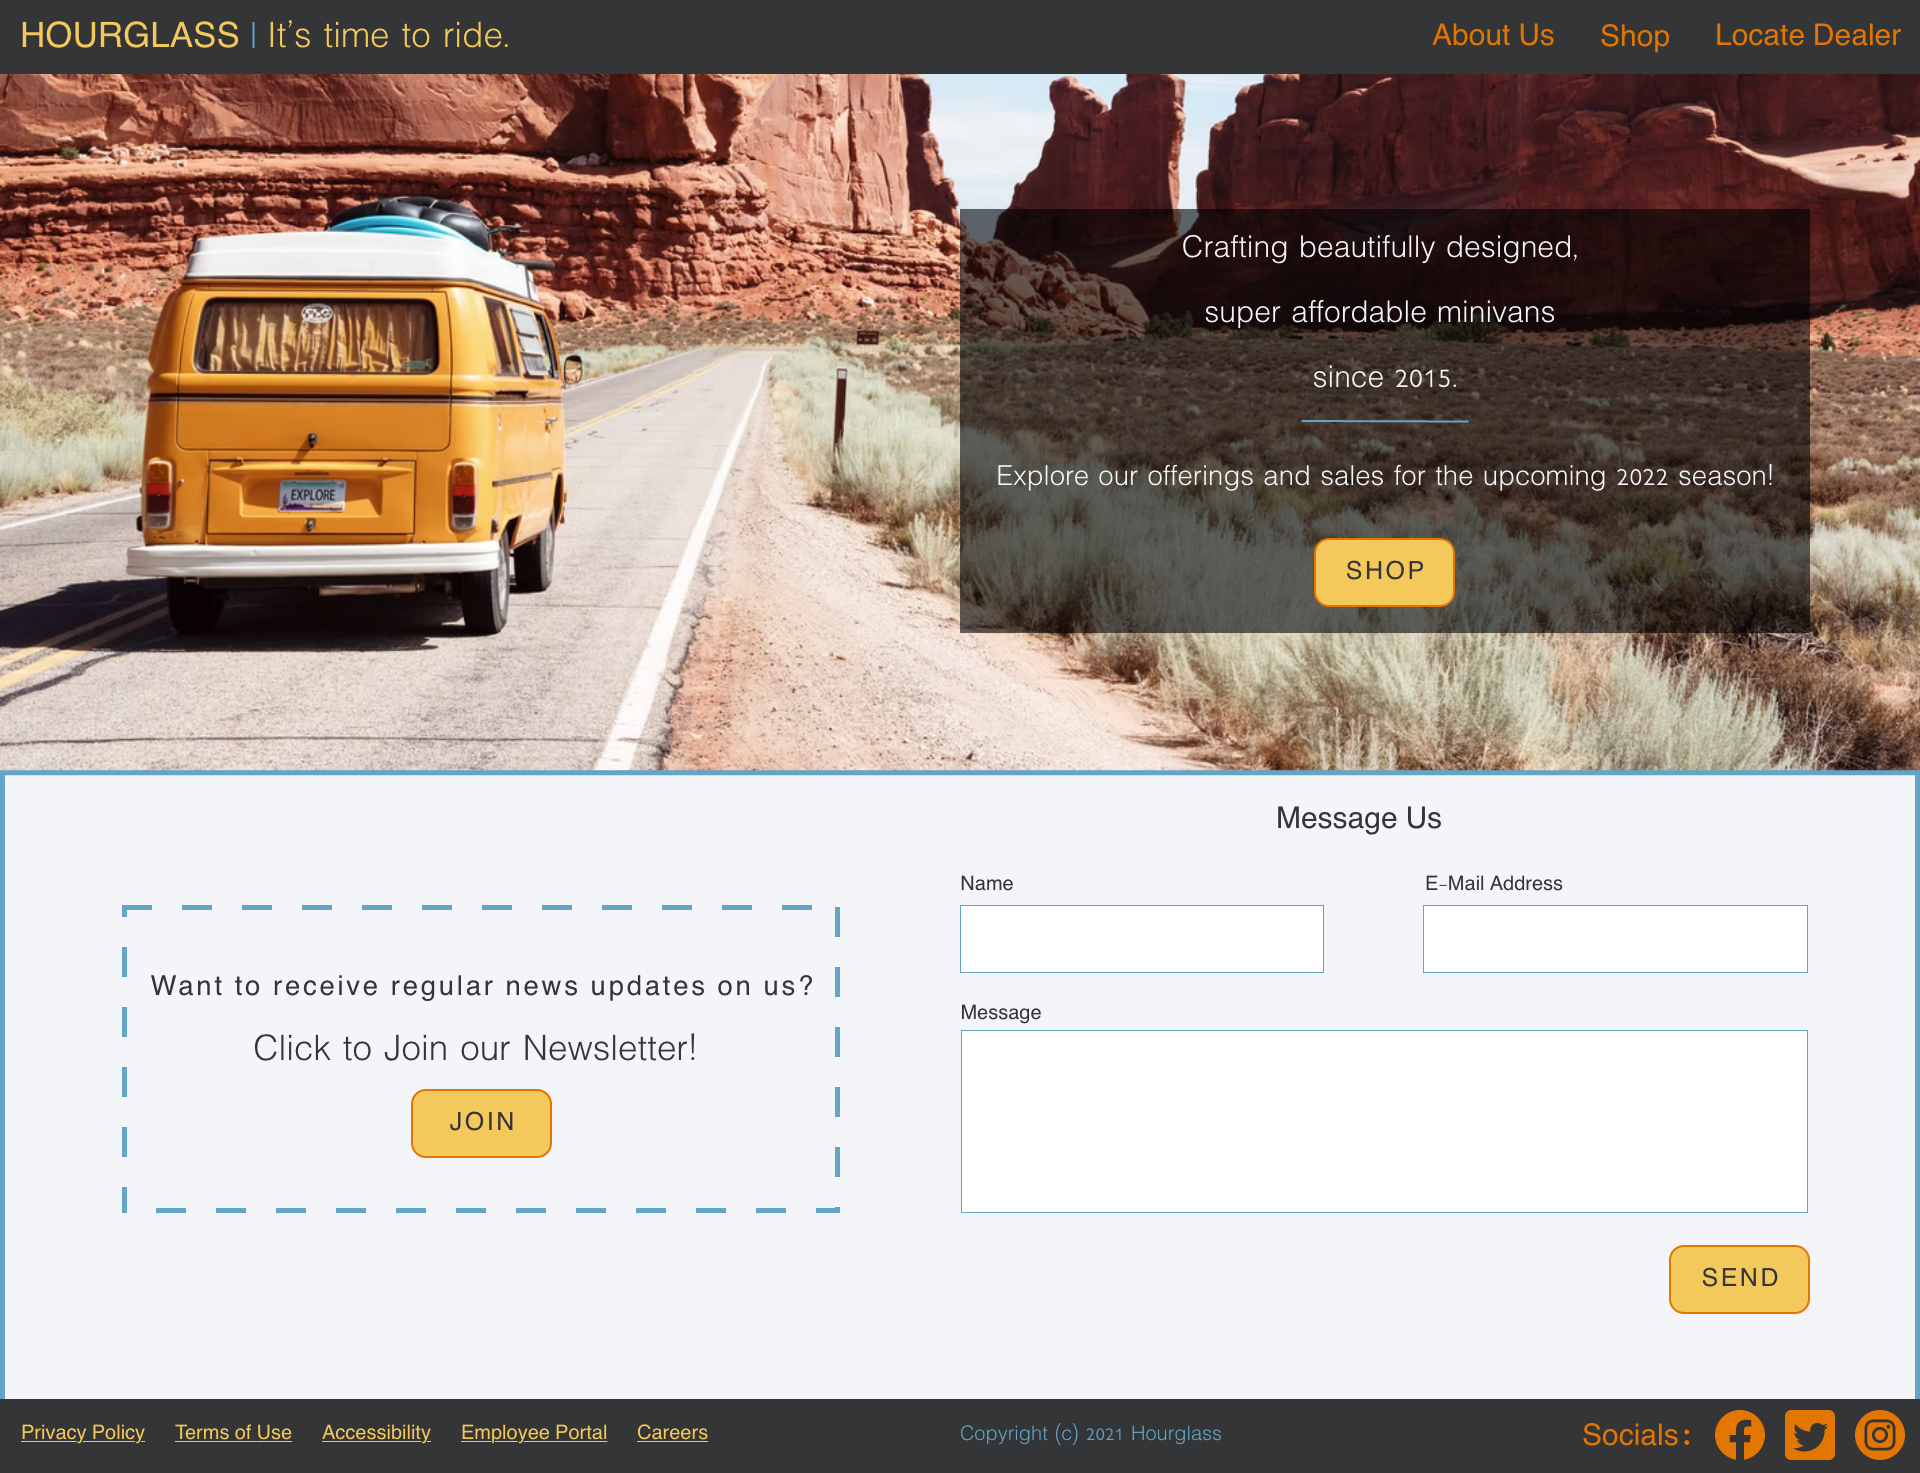 HOURGLASS | It's time to ride.
About Us Shop Locate Dealer
Crafting beautifully designed,
super affordable minivans
since 2015.
Explore our offerings and sales for the upcoming 2022 season!
SHOP
EXPLORE
Message Us
Name E-Mail Address
Message
SEND
Want to receive regular news updates on us?
Click to Join our Newsletter!
JOIN
Privacy Policy Terms of Use Accessibility Employee Portal Careers
Copyright (c) 2021 Hourglass
Socials: